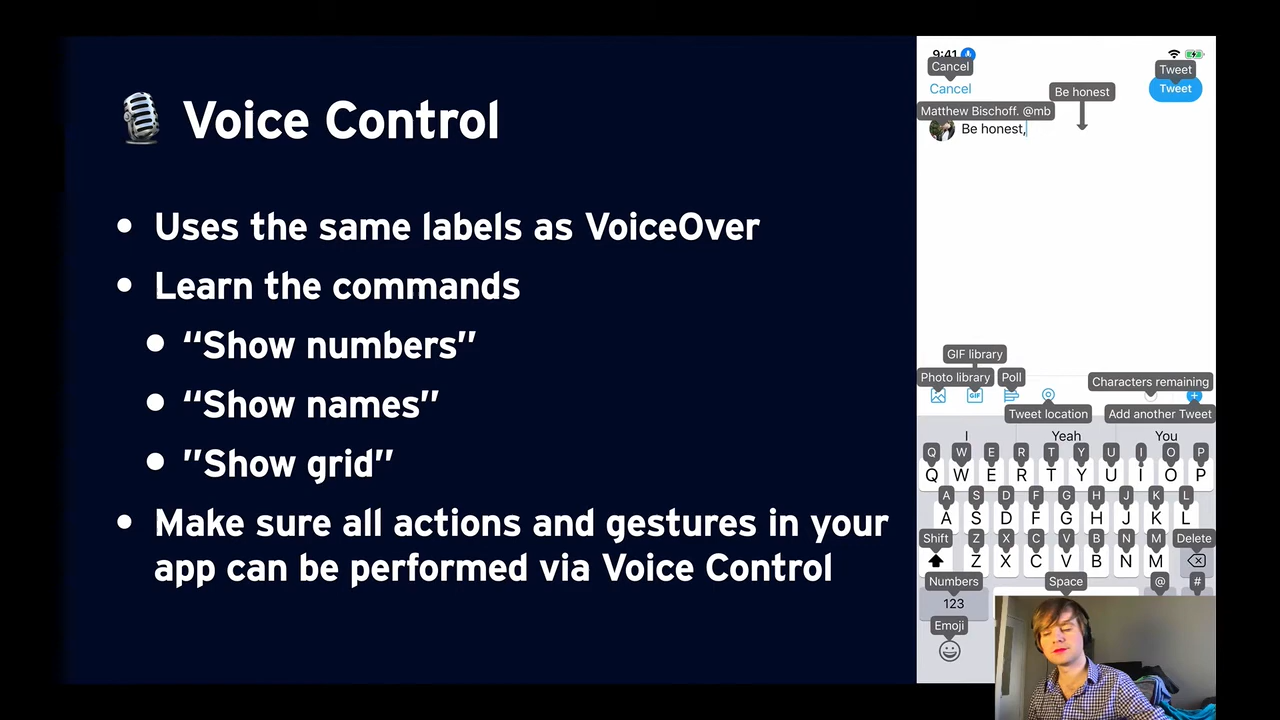 Voice Control
• Uses the same labels as VoiceOver
• Learn the commands
• “Show numbers”
• “Show names”
• ”Show grid”
• Make sure all actions and gestures in your
app can be performed via Voice Control
9:41
Cancel
Tweet
Cancel
Tweet
Be honest
Matthew Bischoff. @mb
Be honest,
GIF library
Photo library
Poll
Characters remaining
GIF
Tweet location
Add another Tweet
I Yeah You
Q W E R T Y U I O P
Q W E R T Y U I O P
A S D F G H J K L
A S D F G H J K L
Shift Z X C V B N M Delete
Z X C V B N M
Numbers Space @ #
123
Emoji